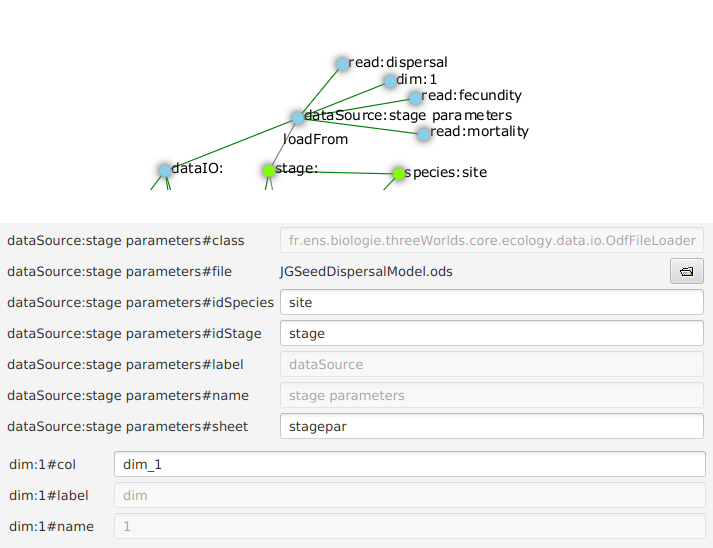 read:dispersal
dim:1
read:fecundity
dataSource:stage parameters
read:mortality
loadFrom
dataIO: stage: species:site
dataSource:stage parameters#class fr.ens.biologie.threeWorlds.core.ecology.data.io.OdfFileLoader
dataSource:stage parameters#file JGSeedDispersalModel.ods
dataSource:stage parameters#idSpecies site
dataSource:stage parameters#idStage stage
dataSource:stage parameters#label dataSource
dataSource:stage parameters#name stage parameters
dataSource:stage parameters#sheet stagepar
dim:1#col dim_1
dim:1#label dim
dim:1#name 1